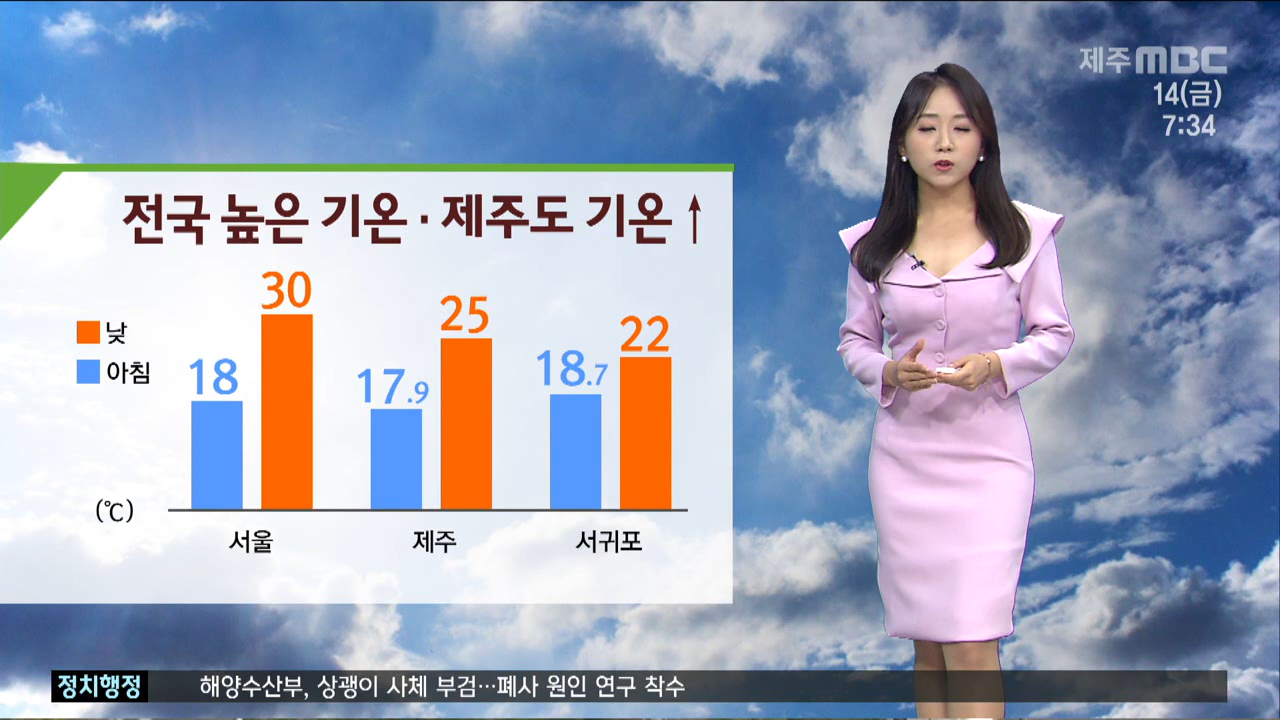 제주MBC
14(금)
7:34
전국 높은 기온·제주도 기온↑
낮
아침
(℃)
18
30
17.9
25
18.7
22
서울
제주
서귀포
정치행정
해양수산부, 상괭이 사체 부검…폐사 원인 연구 착수